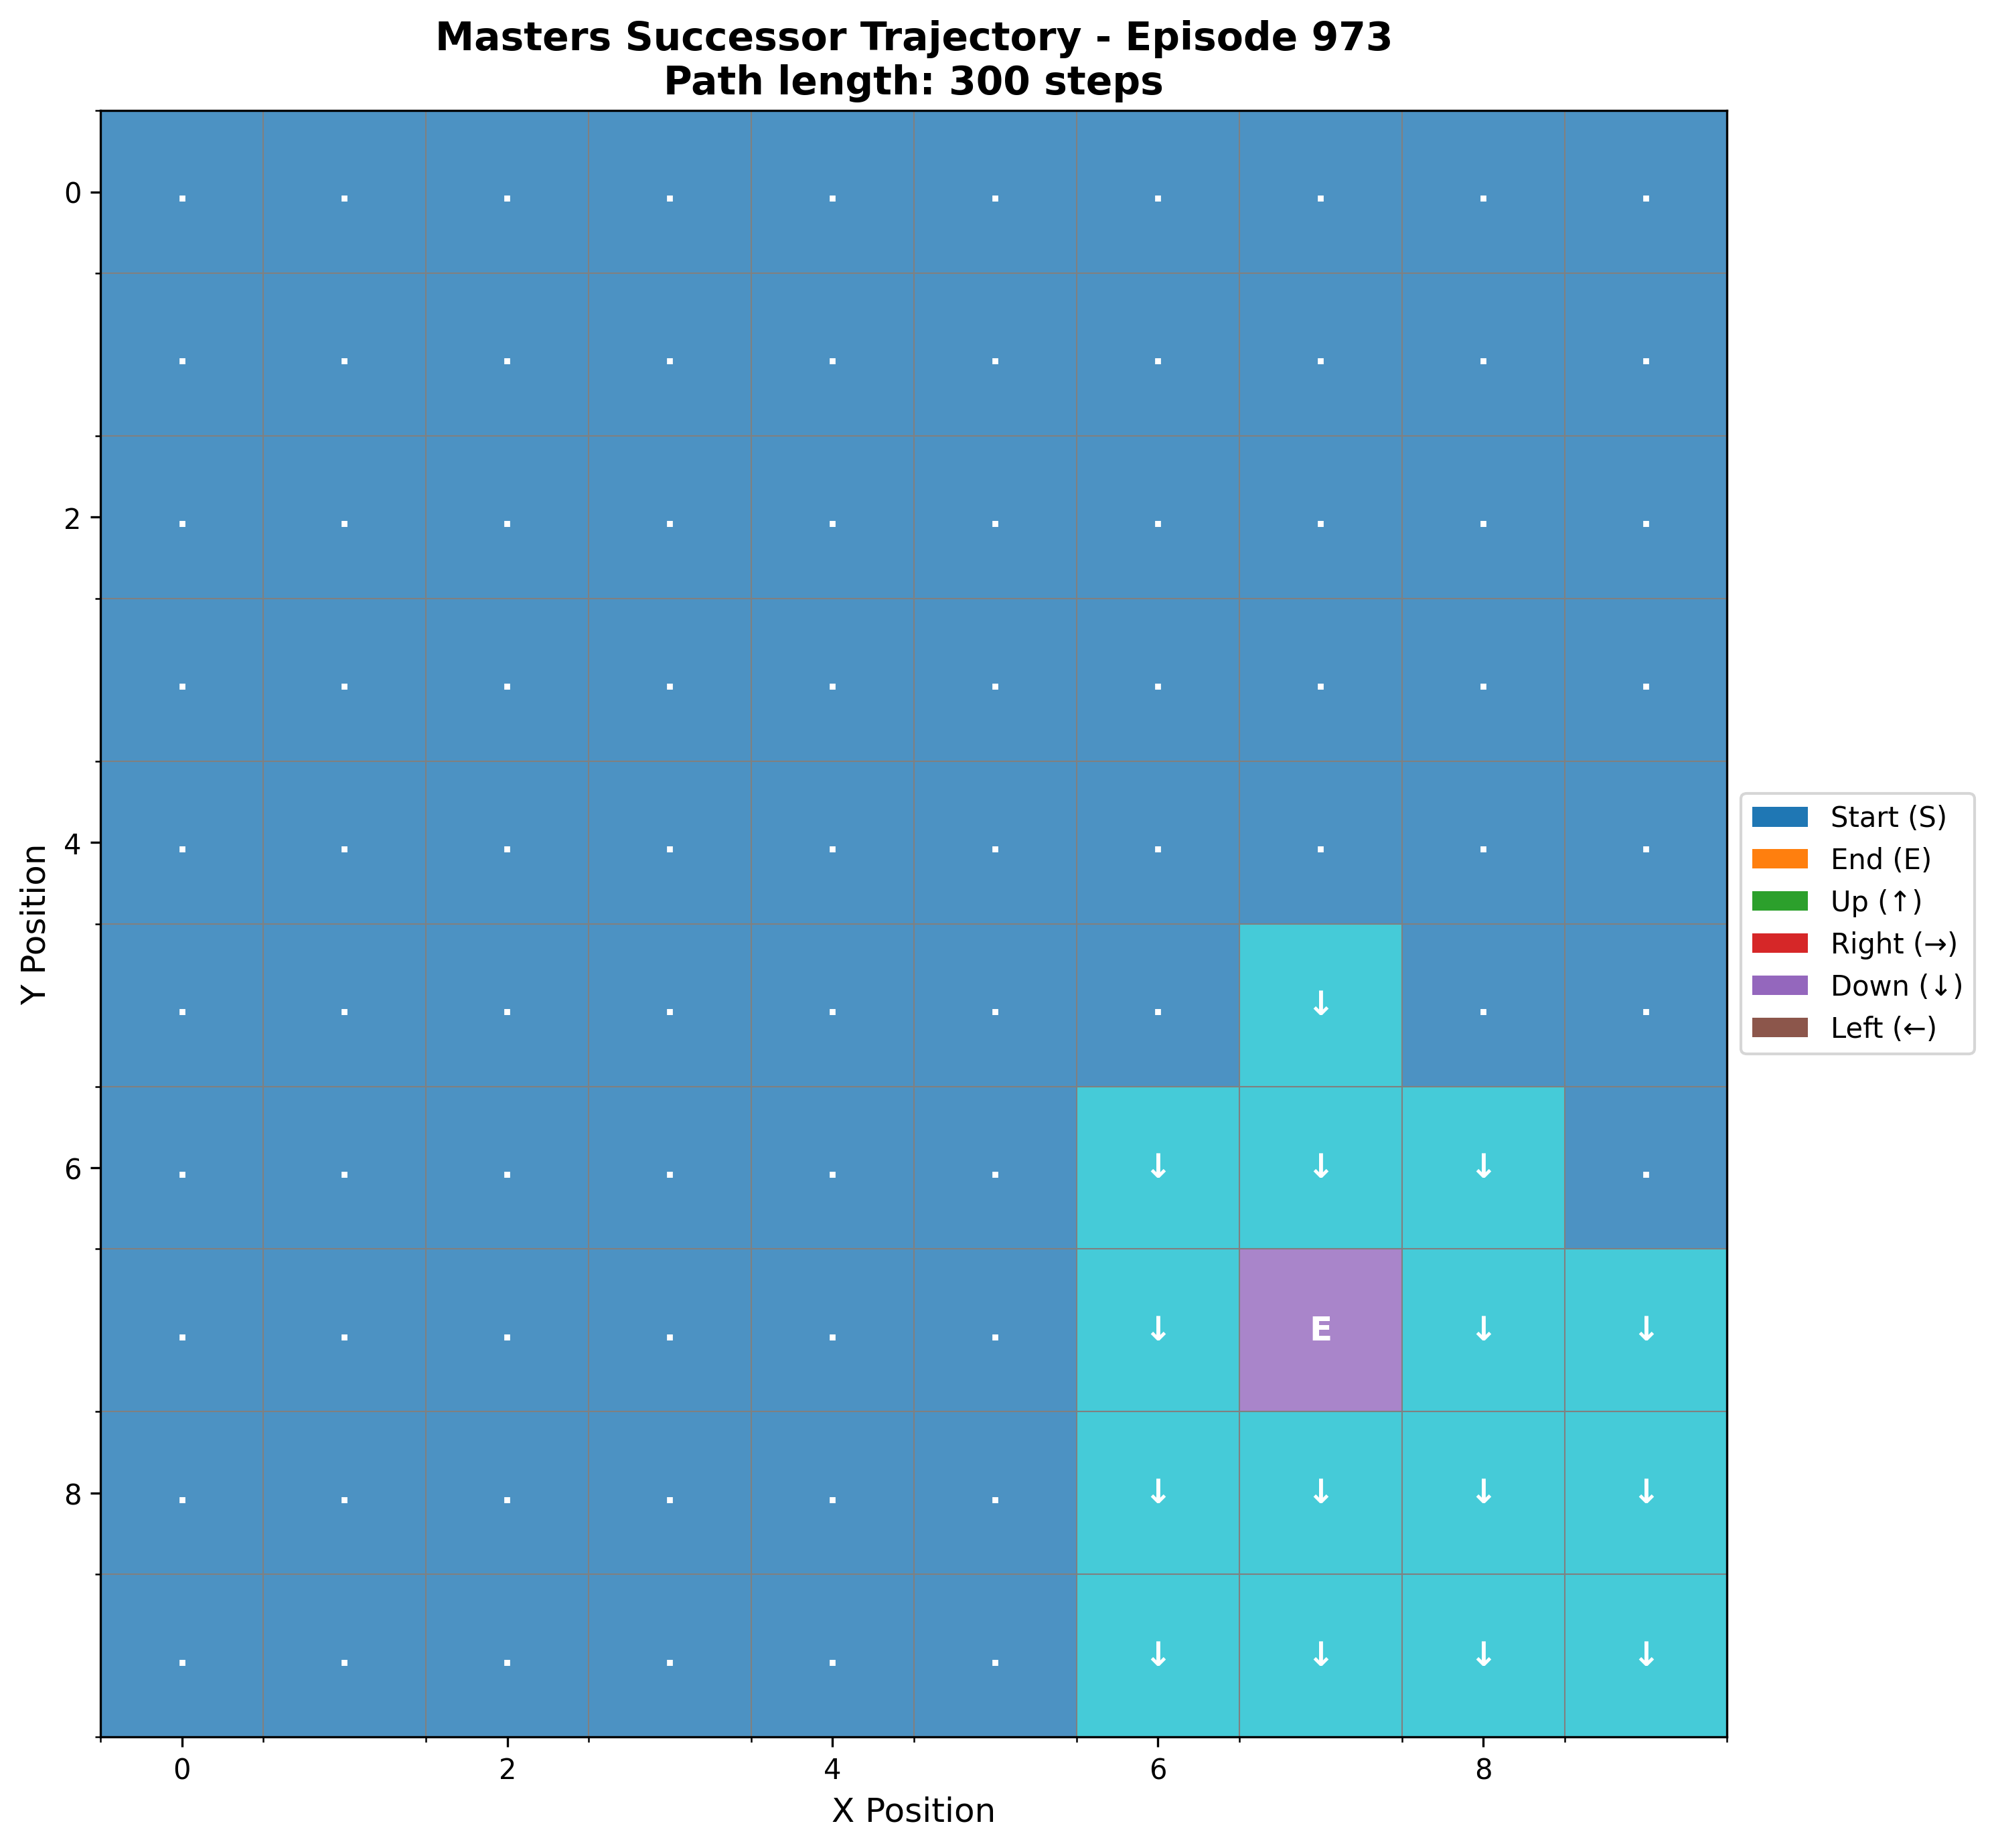 Masters Successor Trajectory - Episode 973
Path length: 300 steps
0 . . . . . . . . . .
. . . . . . . . . .
2 . . . . . . . . . .
. . . . . . . . . .
4 . . . . . . . . . .
. . . . . . . ↓ . .
6 . . . . . . ↓ ↓ ↓ .
. . . . . . ↓ E ↓ ↓
8 . . . . . . ↓ ↓ ↓ ↓
. . . . . . ↓ ↓ ↓ ↓
0 2 4 6 8
X Position
Y Position
Start (S)
End (E)
Up (↑)
Right (→)
Down (↓)
Left (←)